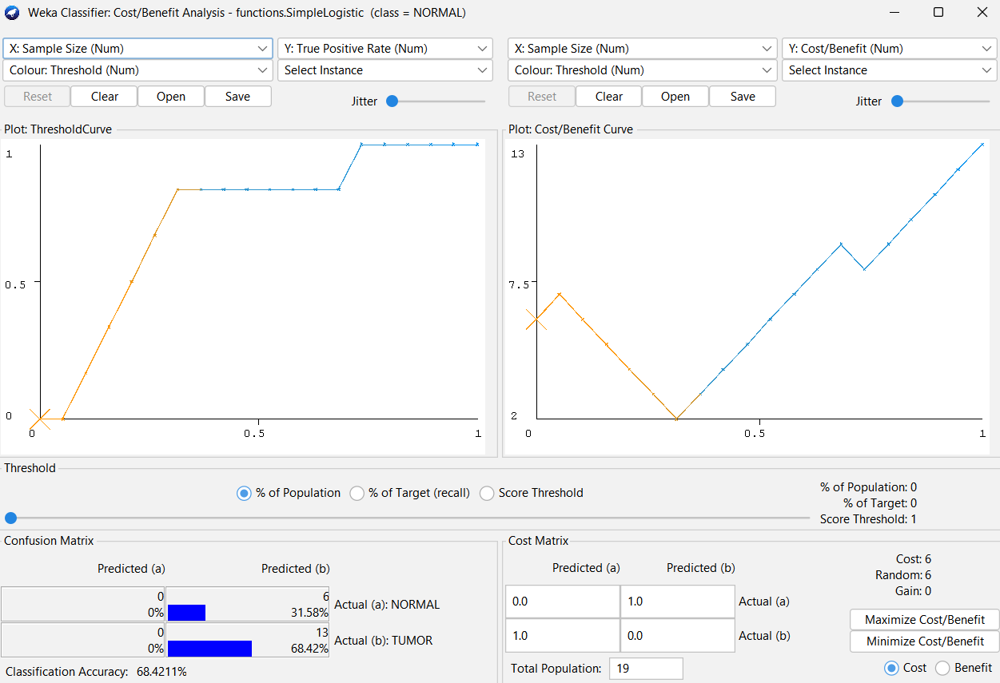 Weka Classifier: Cost/Benefit Analysis - functions.SimpleLogistic (class = NORMAL)
X: Sample Size (Num)
Y: True Positive Rate (Num)
X: Sample Size (Num)
Y: Cost/Benefit (Num)
Colour: Threshold (Num)
Select Instance
Colour: Threshold (Num)
Select Instance
Reset
Clear
Open
Save
Jitter
Reset
Clear
Open
Save
Jitter
Plot: ThresholdCurve
1
0.5
0
0
0.5
1
Plot: Cost/Benefit Curve
13
7.5
2
0
0.5
1
Threshold
% of Population
% of Target (recall)
Score Threshold
% of Population: 0
% of Target: 0
Score Threshold: 1
Confusion Matrix
Predicted (a)
Predicted (b)
0
0%
6
31.58%
Actual (a): NORMAL
0
0%
13
68.42%
Actual (b): TUMOR
Classification Accuracy: 68.4211%
Cost Matrix
Predicted (a)
Predicted (b)
0.0
1.0
Actual (a)
1.0
0.0
Actual (b)
Total Population: 19
Cost: 6
Random: 6
Gain: 0
Maximize Cost/Benefit
Minimize Cost/Benefit
Cost
Benefit